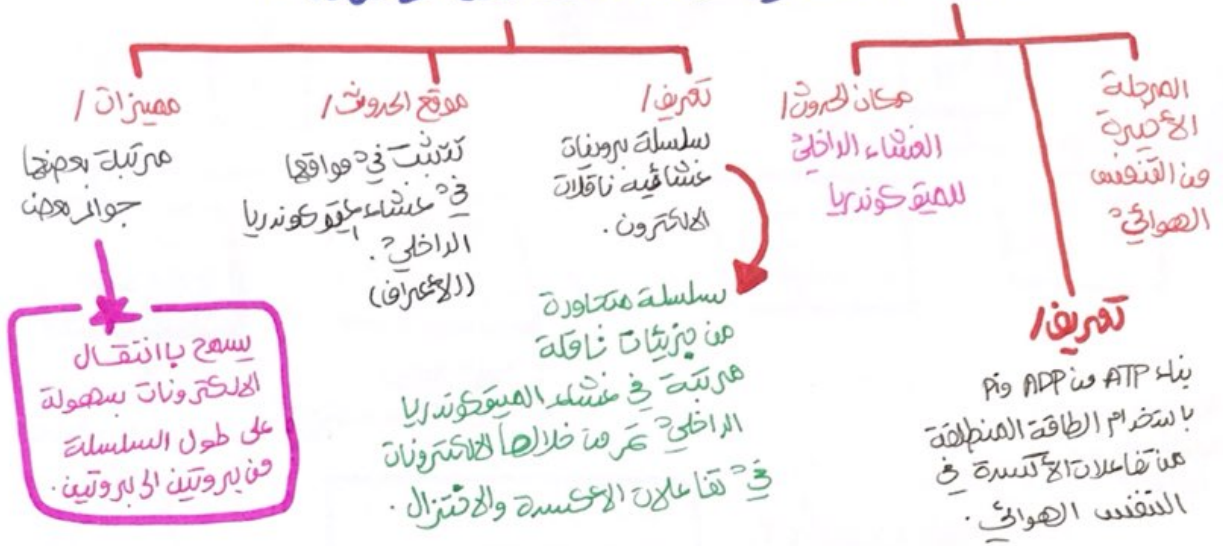 المرحلة
الأخيرة
من التنفس
الهوائي
تعريف/
بناء ATP من ADP و Pi
باستخدام الطاقة المنطلقة
من تفاعلات الأكسدة في
التنفس الهوائي.
مكان الحدوث/
الغشاء الداخلي
للميتوكوندريا
تعريف/
سلسلة بروتينات
غشائية ناقلات
الالكترون.
سلسلة متجاورة
من جزيئات ناقلة
مرتبة في غشاء الميتوكوندريا
الداخلي تمر من خلالها الالكترونات
في تفاعلات الأكسدة والاختزال.
موقع الحدوث/
تثبت في مواقعها
في غشاء الميتوكوندريا
الداخلي.
(الأعراف)
مميزات/
مرتبة بعضها
جوار بعض
يسمح باانتقال
الالكترونات بسهولة
على طول السلسلة
من بروتين الى بروتين.